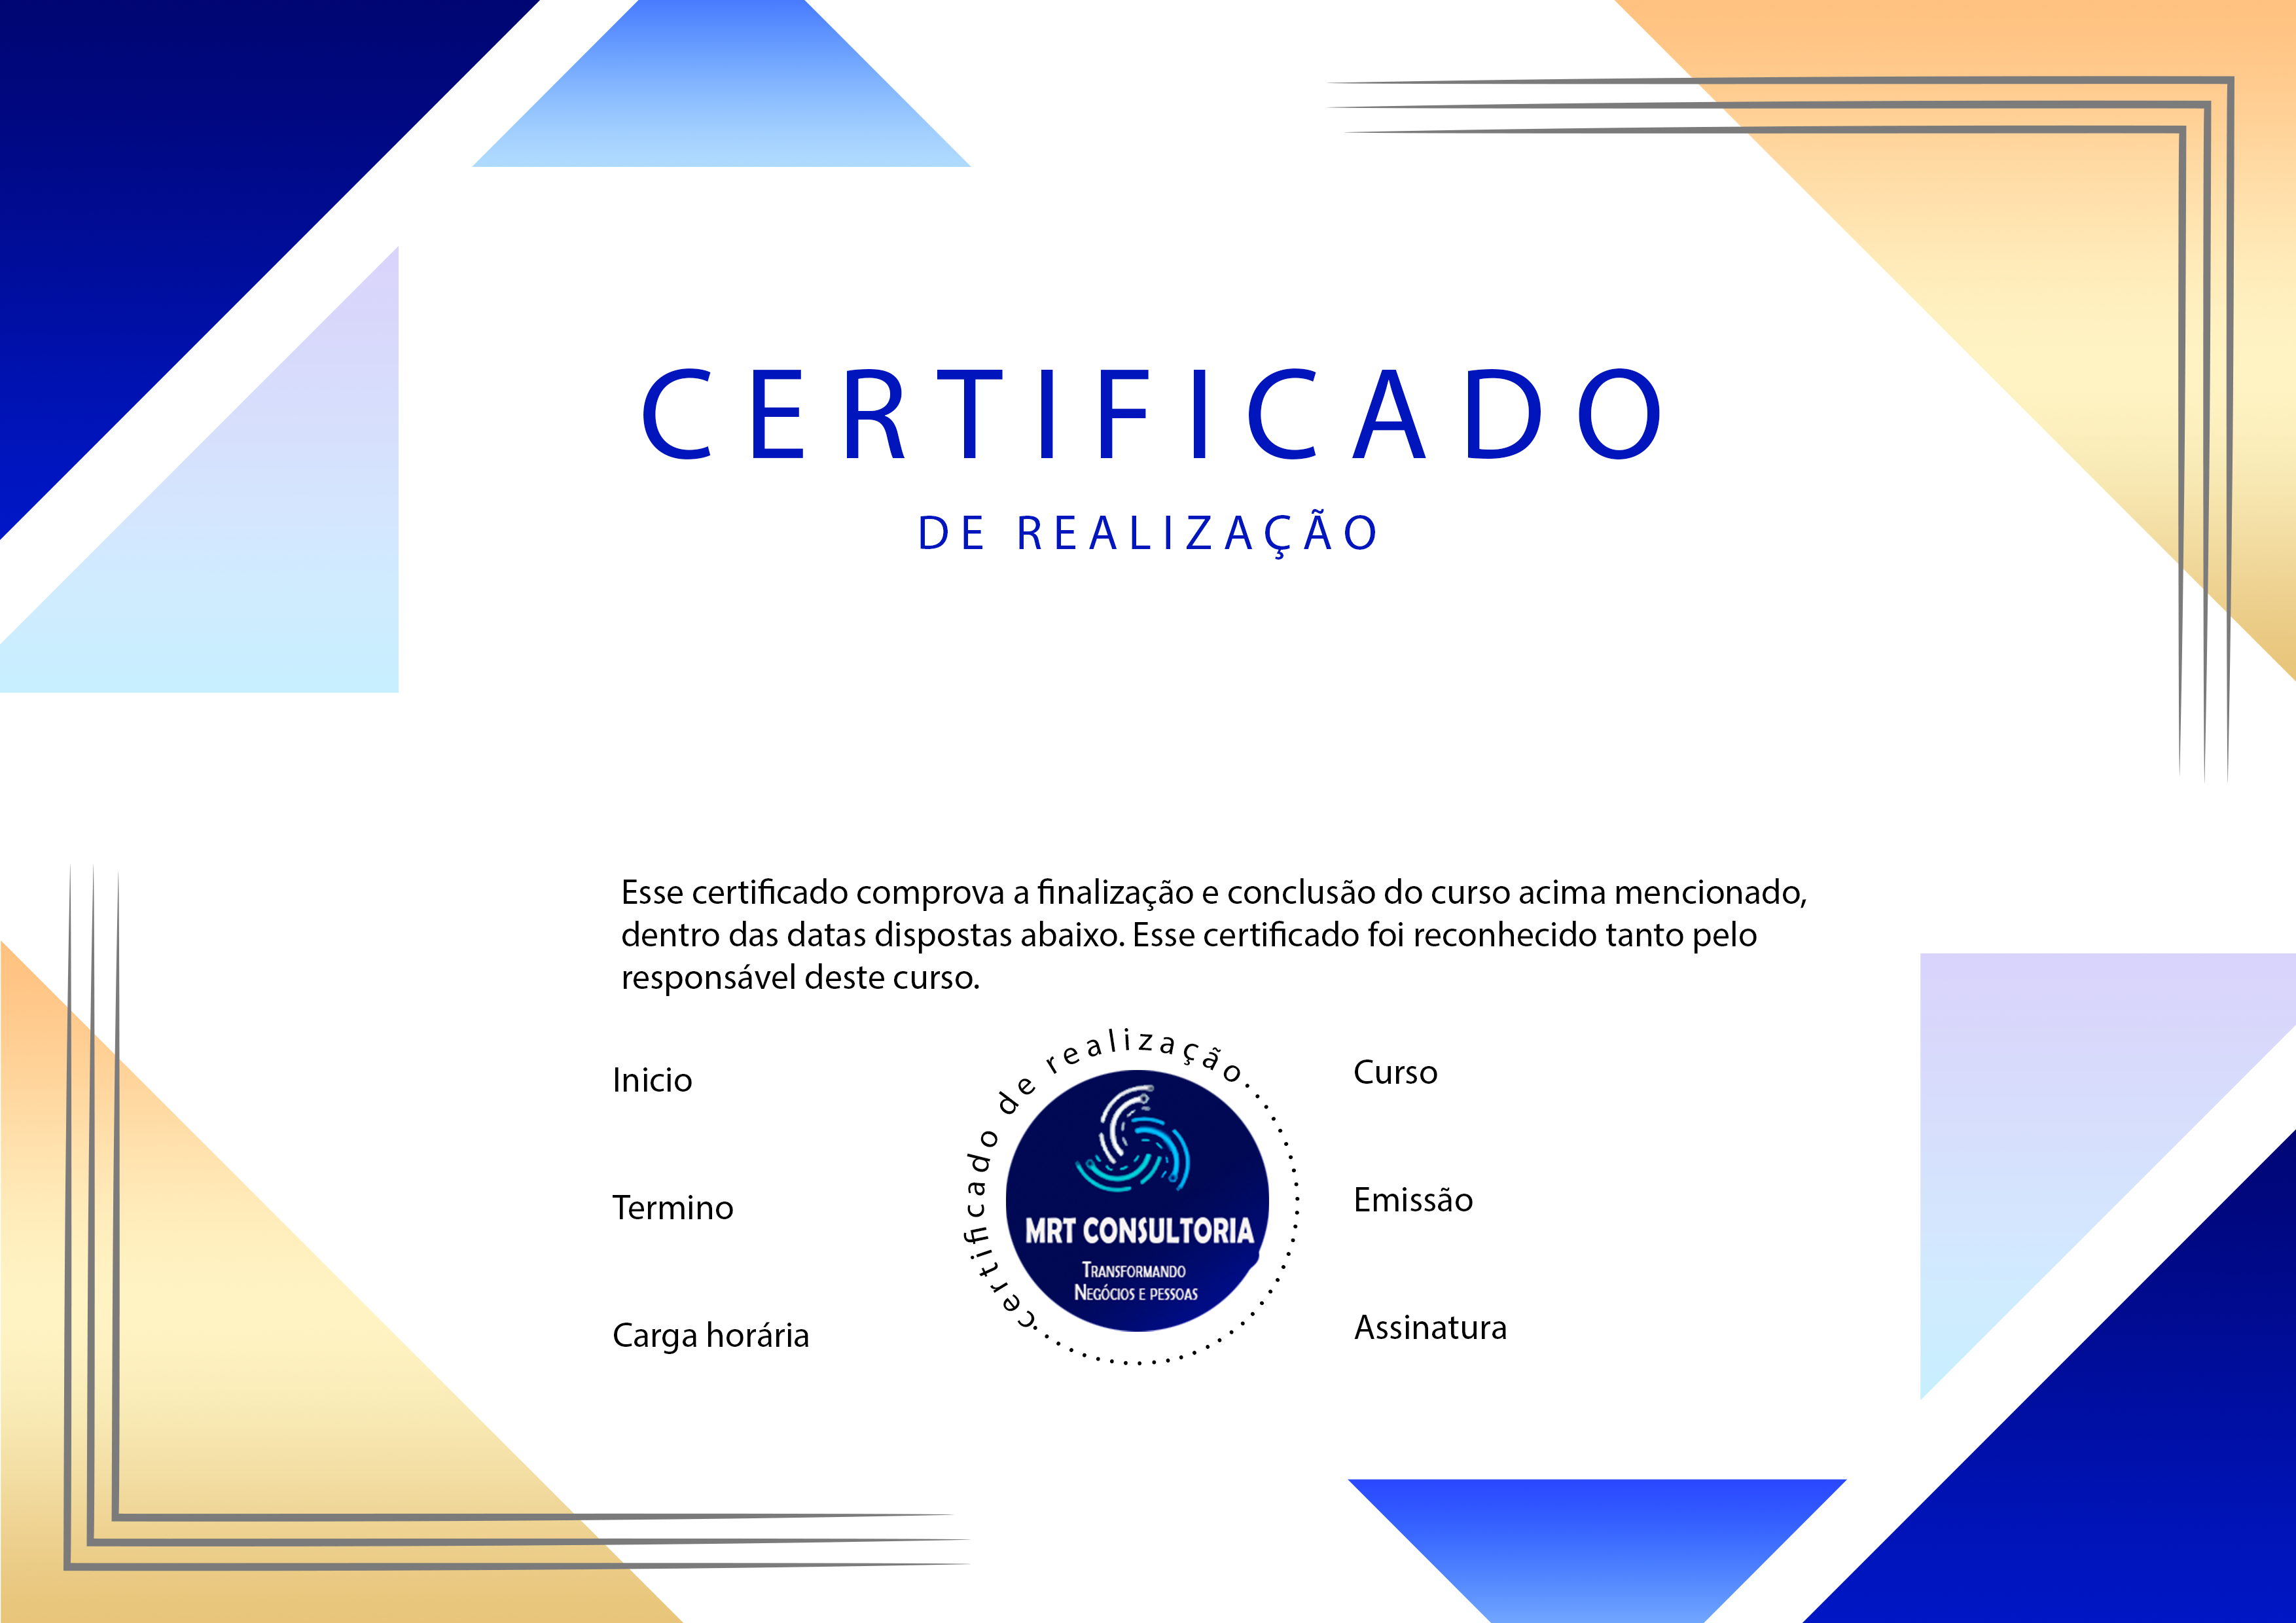 CERTIFICADO
DE REALIZAÇÃO
Esse certificado comprova a finalização e conclusão do curso acima mencionado,
dentro das datas dispostas abaixo. Esse certificado foi reconhecido tanto pelo
responsável deste curso.
Inicio
Termino
Carga horária
certificado de realização
MRT CONSULTORIA
TRANSFORMANDO
NEGÓCIOS E PESSOAS
Curso
Emissão
Assinatura